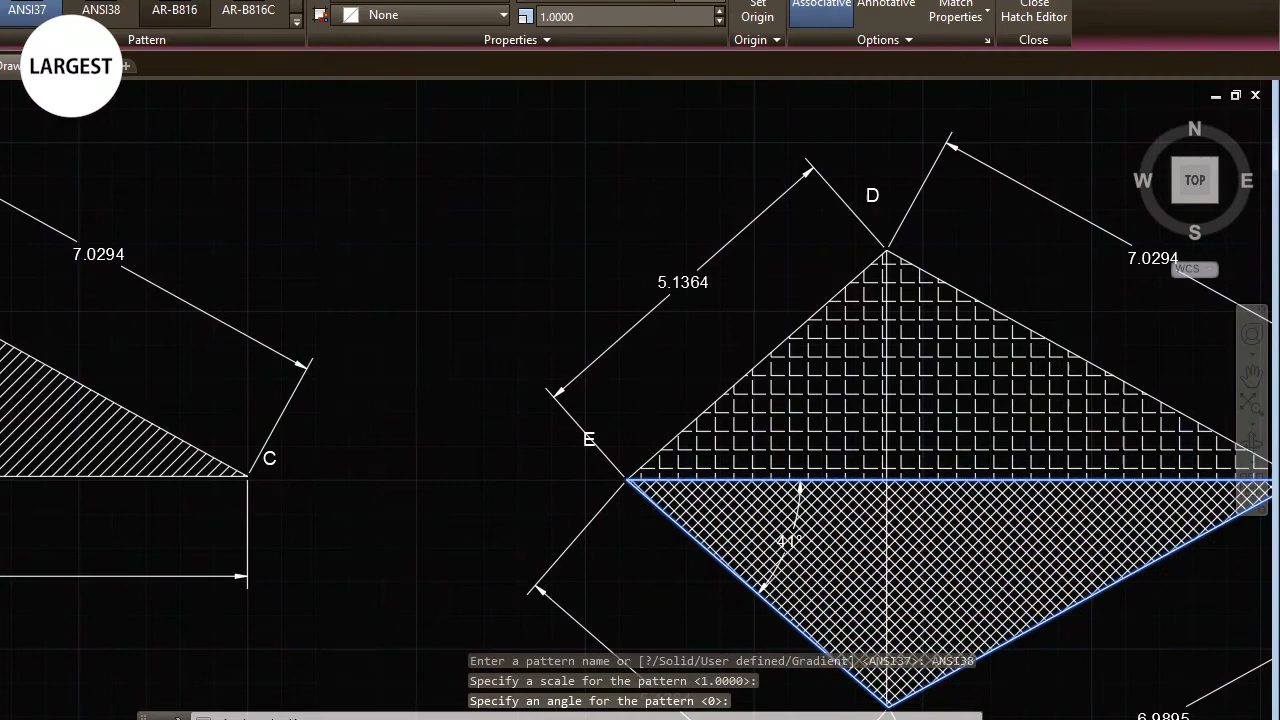 Close
Set
ANSI37 ANSI38 AR-B816 AR-B816C None 1.0000 Origin Associative Annotative Match Properties Hatch Editor
Pattern Properties Origin Options Close
LARGEST
Draw
+
N
W TOP E
S
WCS
D
7.0294
7.0294
5.1364
E
C
41°
Enter a pattern name or [?/Solid/User defined/Gradient] <ANSI37>: ANSI38
Specify a scale for the pattern <1.0000>:
Specify an angle for the pattern <0>:
6.9895